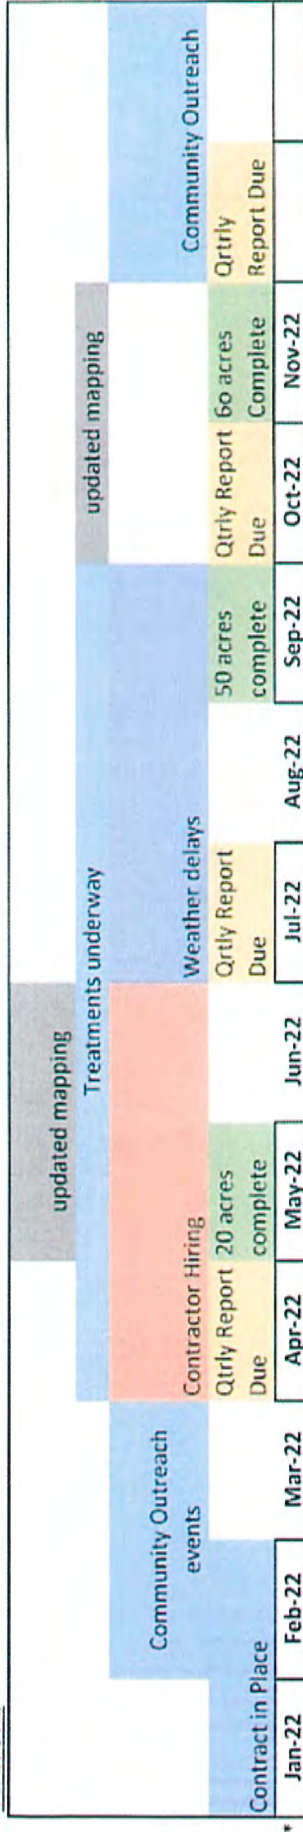 updated mapping
Treatments underway
updated mapping
Community Outreach
events
Contractor Hiring
Weather delays
Community Outreach
Contract in Place
Qtrly Report
Due
20 acres
complete
Qrtly Report
Due
50 acres
complete
Qtrly Report
Due
60 acres
Complete
Qrtrly
Report Due
*
Jan-22
Feb-22
Mar-22
Apr-22
May-22
Jun-22
Jul-22
Aug-22
Sep-22
Oct-22
Nov-22